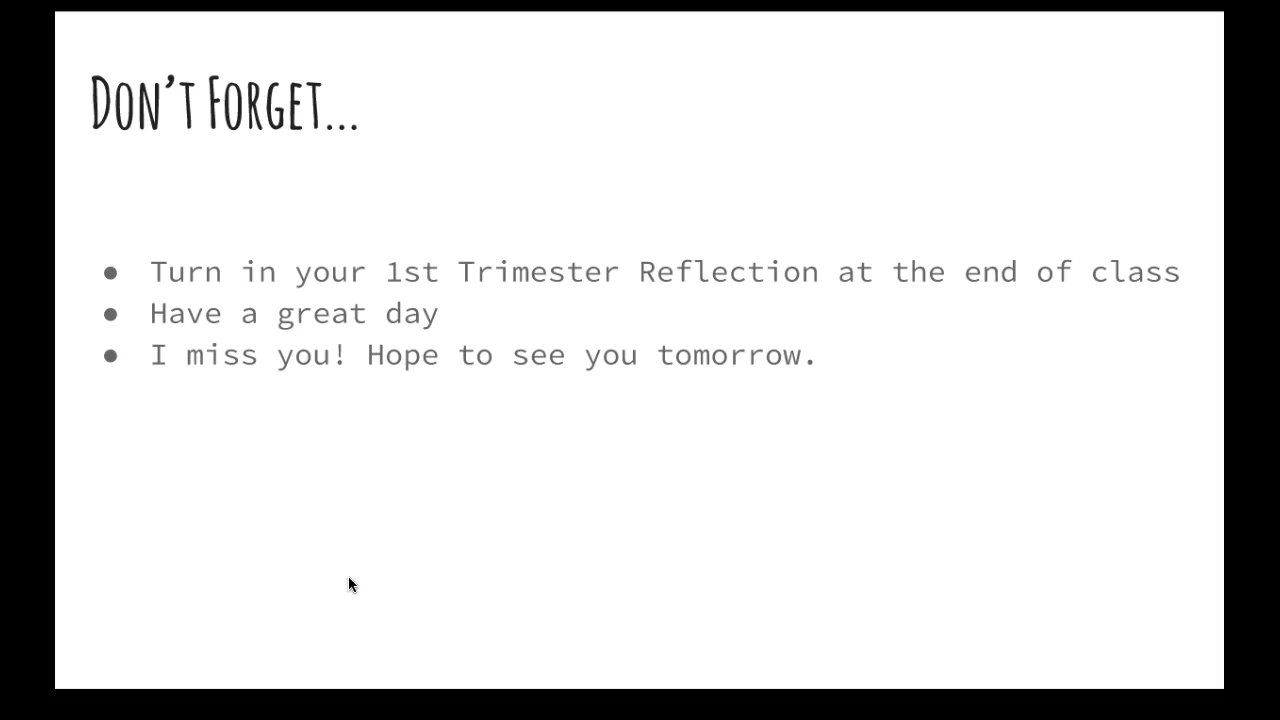 Don’t Forget...
● Turn in your 1st Trimester Reflection at the end of class
● Have a great day
● I miss you! Hope to see you tomorrow.